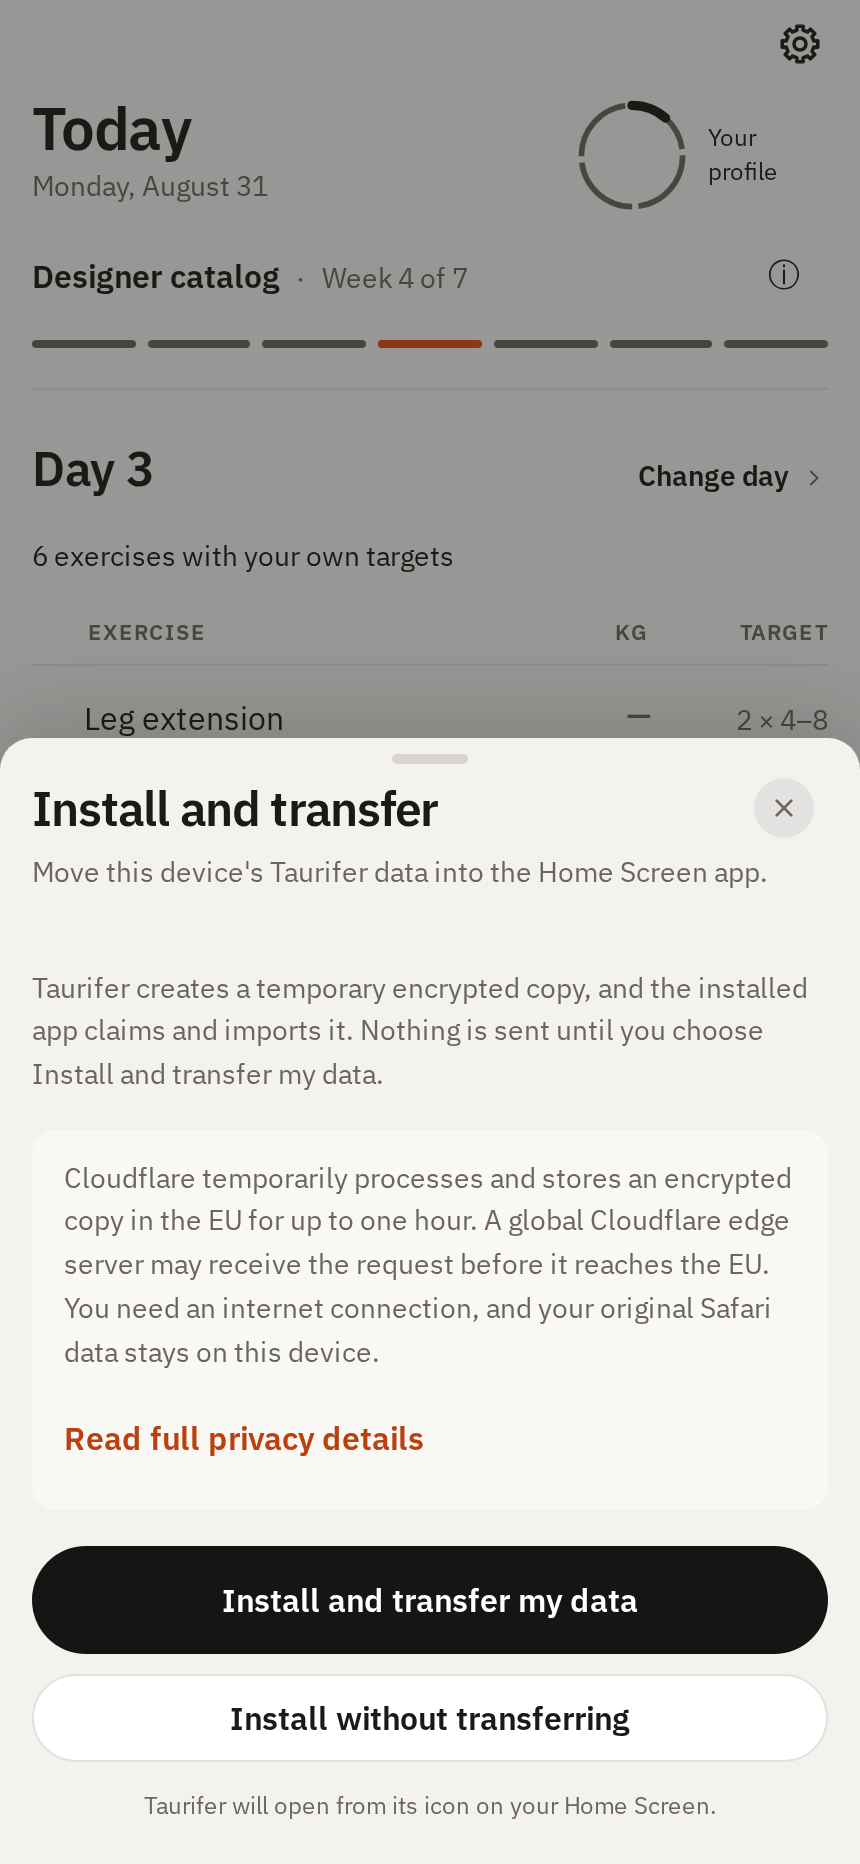 Today
Monday, August 31
Your
profile
Designer catalog · Week 4 of 7
Day 3
Change day
6 exercises with your own targets
EXERCISE KG TARGET
Leg extension — 2 × 4–8
Install and transfer
Move this device's Taurifer data into the Home Screen app.
Taurifer creates a temporary encrypted copy, and the installed
app claims and imports it. Nothing is sent until you choose
Install and transfer my data.
Cloudflare temporarily processes and stores an encrypted
copy in the EU for up to one hour. A global Cloudflare edge
server may receive the request before it reaches the EU.
You need an internet connection, and your original Safari
data stays on this device.
Read full privacy details
Install and transfer my data
Install without transferring
Taurifer will open from its icon on your Home Screen.